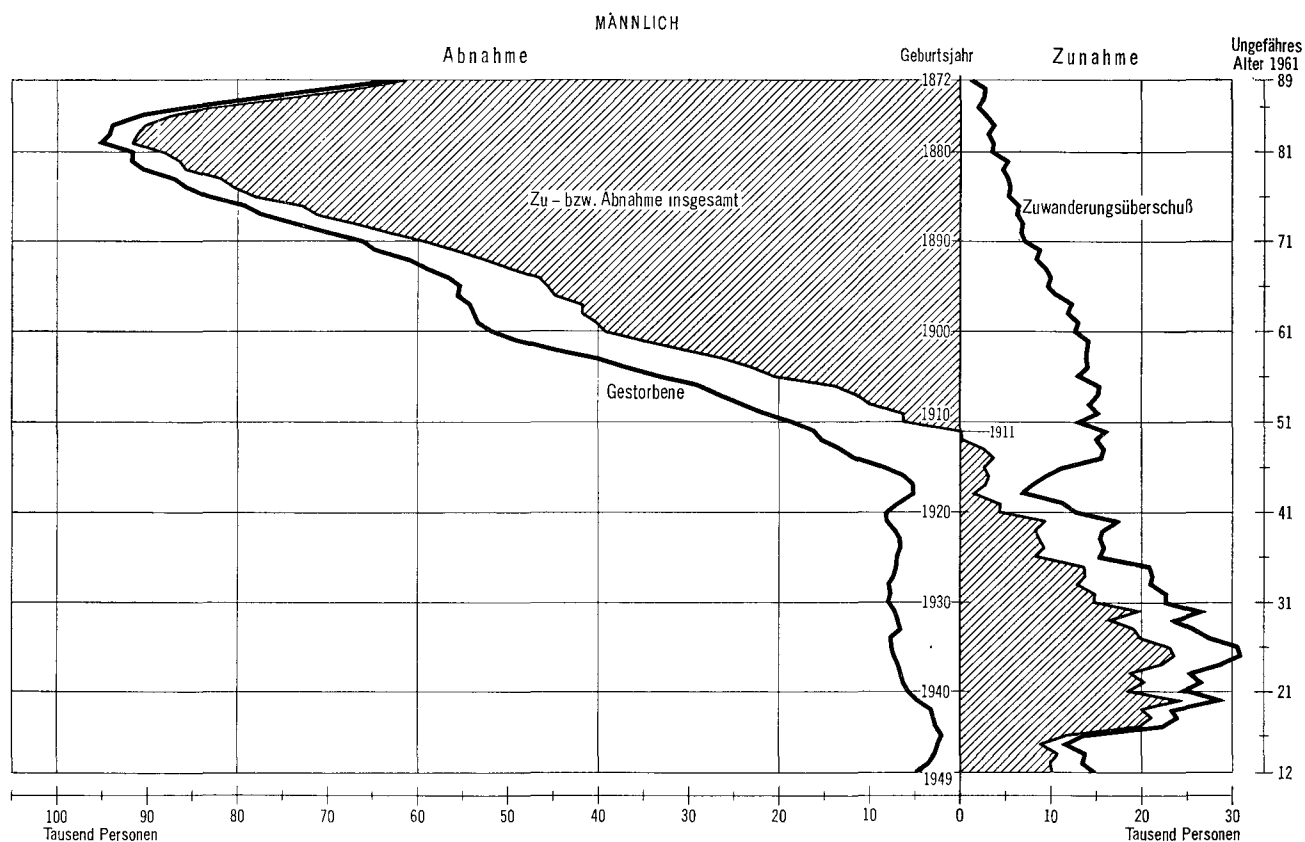 MÄNNLICH
Abnahme
Geburtsjahr
Zunahme
Ungefähres
Alter 1961
1872
89
1880
81
Zu- bzw. Abnahme insgesamt
Zuwanderungsüberschuß
1890
71
1900
61
Gestorbene
1910
51
1911
1920
41
1930
31
1940
21
1949
12
100 90 80 70 60 50 40 30 20 10 0 10 20 30
Tausend Personen
Tausend Personen